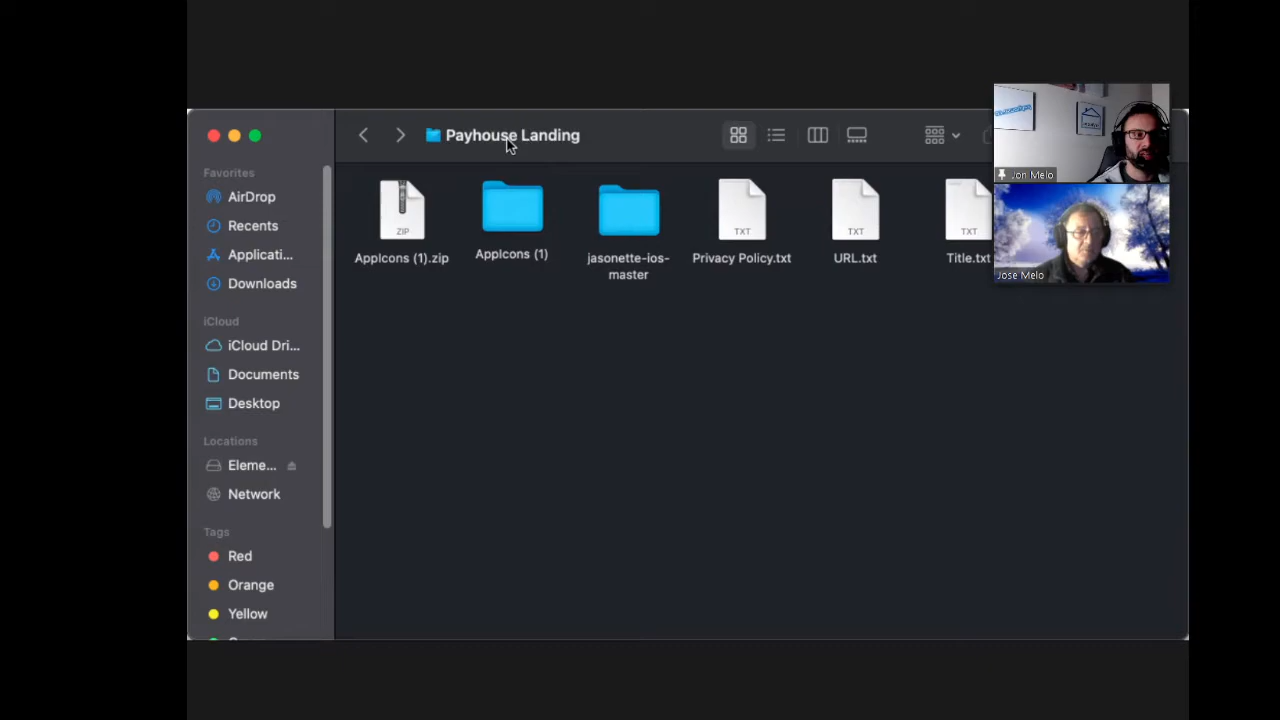 Payhouse Landing
Favorites
AirDrop
Recents
Applicati...
Downloads
iCloud
iCloud Dri...
Documents
Desktop
Locations
Eleme...
Network
Tags
Red
Orange
Yellow
ZIP
AppIcons (1).zip
AppIcons (1)
jasonette-ios-
master
TXT
Privacy Policy.txt
TXT
URL.txt
TXT
Title.txt
Jon Melo
Jose Melo